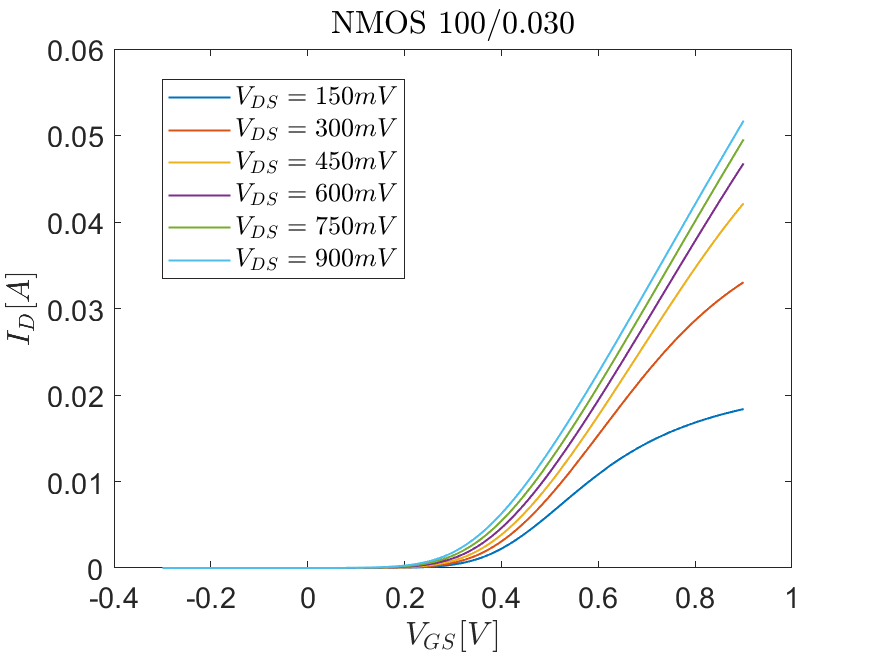 NMOS 100/0.030
0.06
0.05
0.04
0.03
0.02
0.01
0
I_D[A]
V_DS = 150mV
V_DS = 300mV
V_DS = 450mV
V_DS = 600mV
V_DS = 750mV
V_DS = 900mV
-0.4 -0.2 0 0.2 0.4 0.6 0.8 1
V_GS[V]